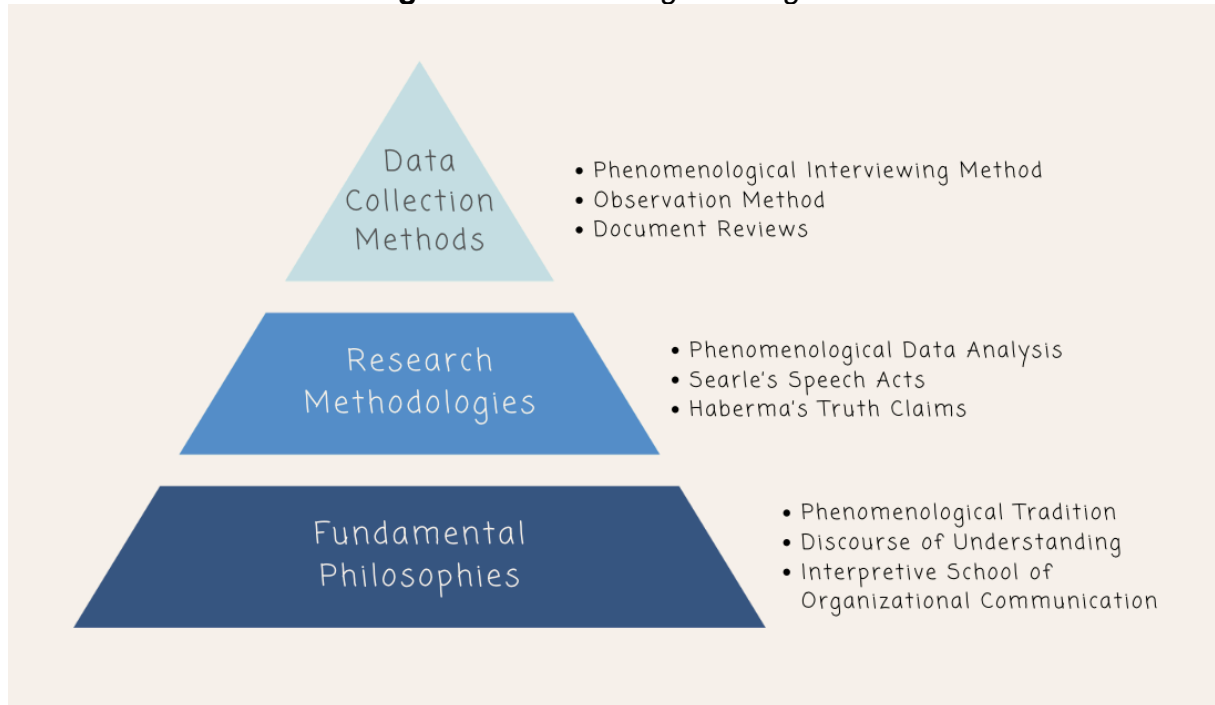 Data
Collection
Methods
• Phenomenological Interviewing Method
• Observation Method
• Document Reviews
Research
Methodologies
• Phenomenological Data Analysis
• Searle's Speech Acts
• Haberma's Truth Claims
Fundamental
Philosophies
• Phenomenological Tradition
• Discourse of Understanding
• Interpretive School of
Organizational Communication